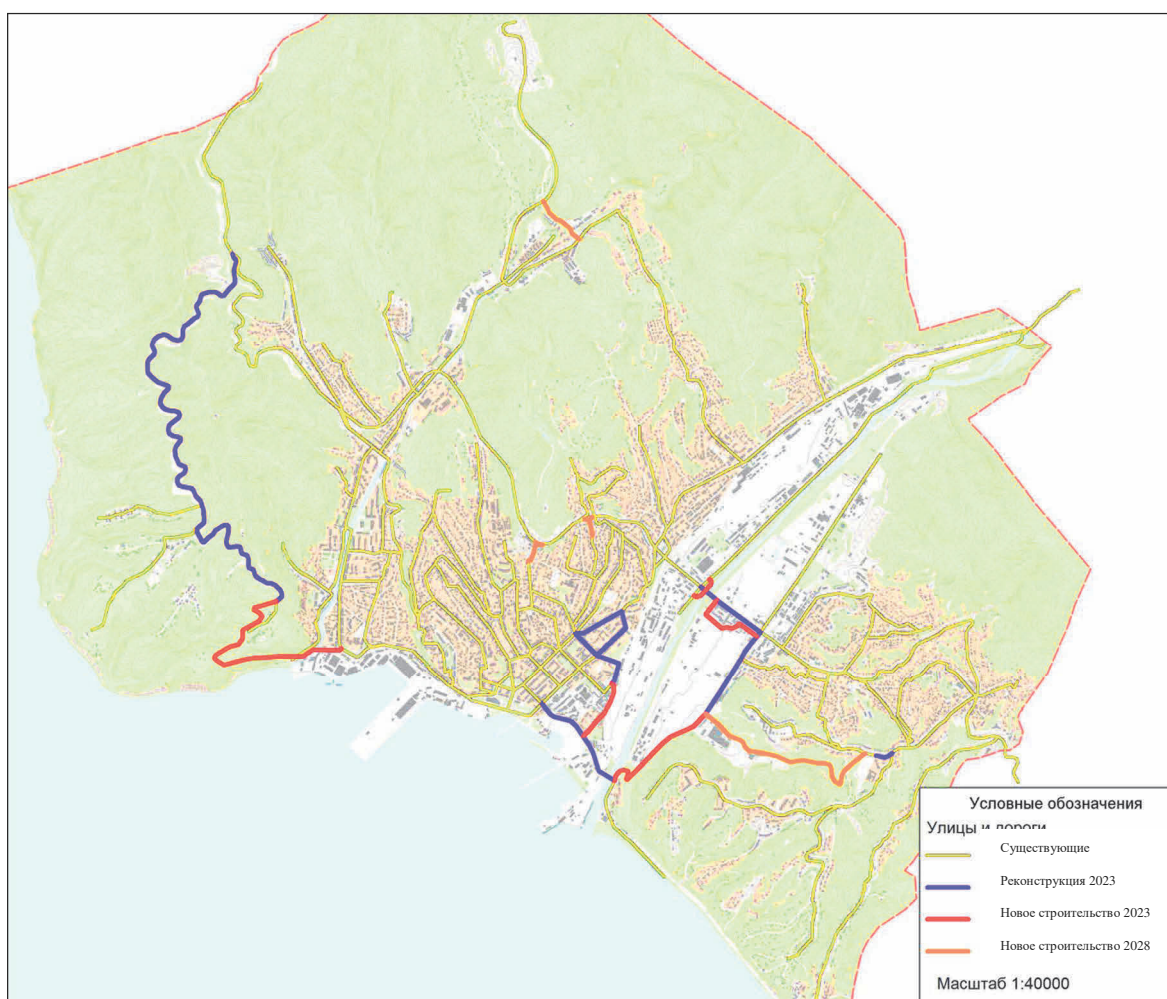 Условные обозначения
Улицы и дороги
Существующие
Реконструкция 2023
Новое строительство 2023
Новое строительство 2028
Масштаб 1:40000